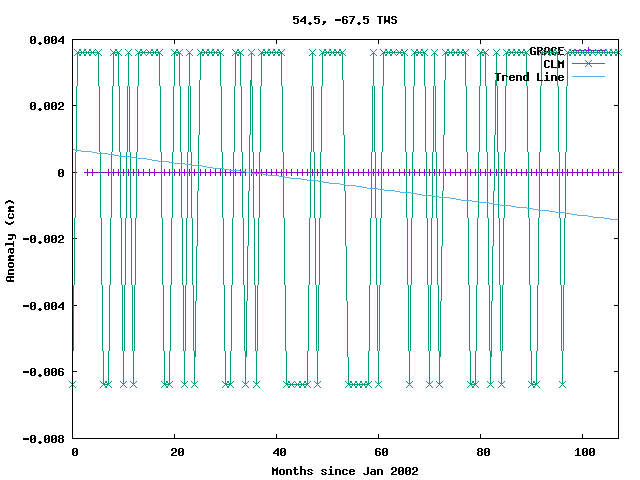 54.5, -67.5 TWS
0.004
GRACE
CLM
Trend Line
0.002
0
-0.002
-0.004
-0.006
-0.008
Anomaly (cm)
0 20 40 60 80 100
Months since Jan 2002